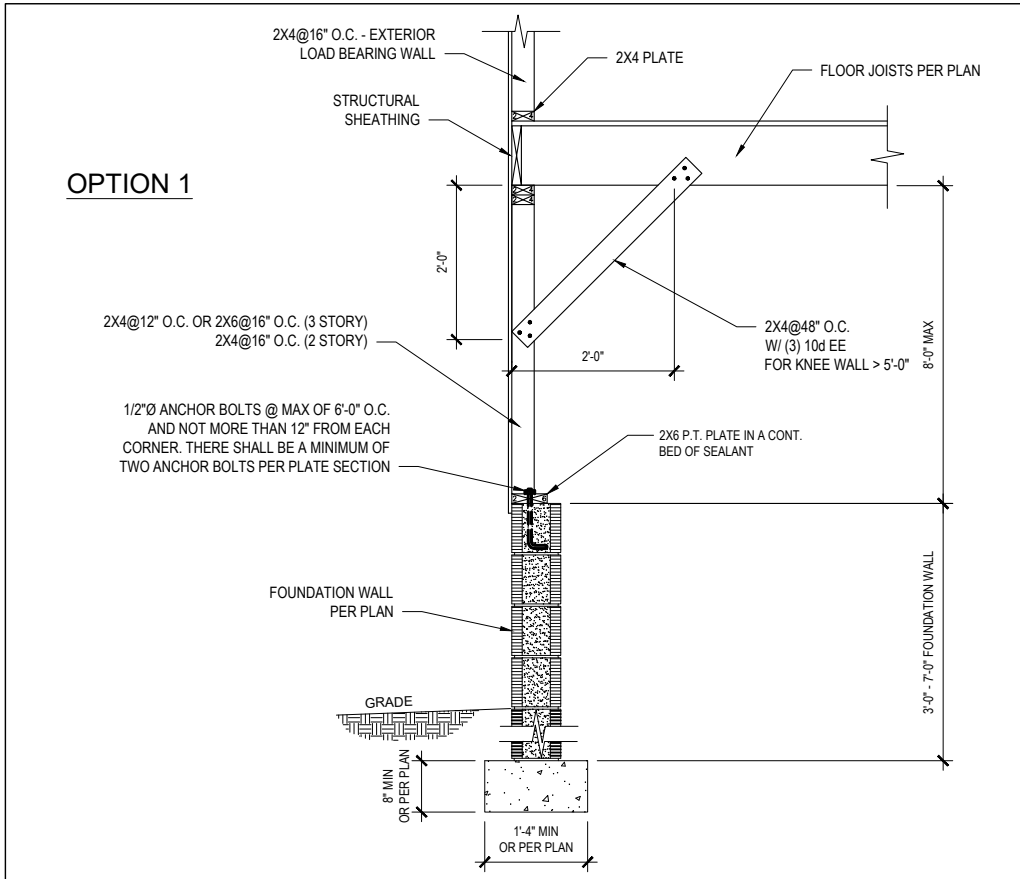 2X4@16" O.C. - EXTERIOR
LOAD BEARING WALL
2X4 PLATE
FLOOR JOISTS PER PLAN
STRUCTURAL
SHEATHING
OPTION 1
2'-0"
2X4@12" O.C. OR 2X6@16" O.C. (3 STORY)
2X4@16" O.C. (2 STORY)
2'-0"
2X4@48" O.C.
W/ (3) 10d EE
FOR KNEE WALL > 5'-0"
8'-0" MAX
1/2"Ø ANCHOR BOLTS @ MAX OF 6'-0" O.C.
AND NOT MORE THAN 12" FROM EACH
CORNER. THERE SHALL BE A MINIMUM OF
TWO ANCHOR BOLTS PER PLATE SECTION
2X6 P.T. PLATE IN A CONT.
BED OF SEALANT
FOUNDATION WALL
PER PLAN
3'-0" - 7'-0" FOUNDATION WALL
GRADE
8" MIN
OR PER PLAN
1'-4" MIN
OR PER PLAN